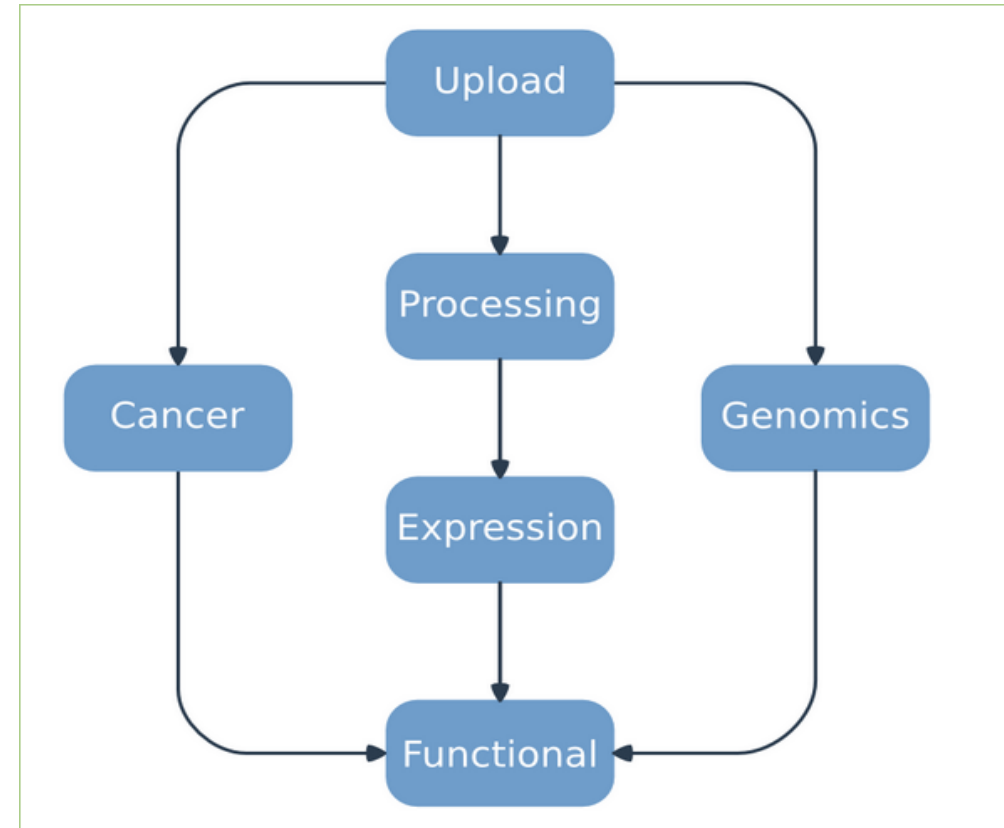 Upload
Processing
Cancer
Genomics
Expression
Functional